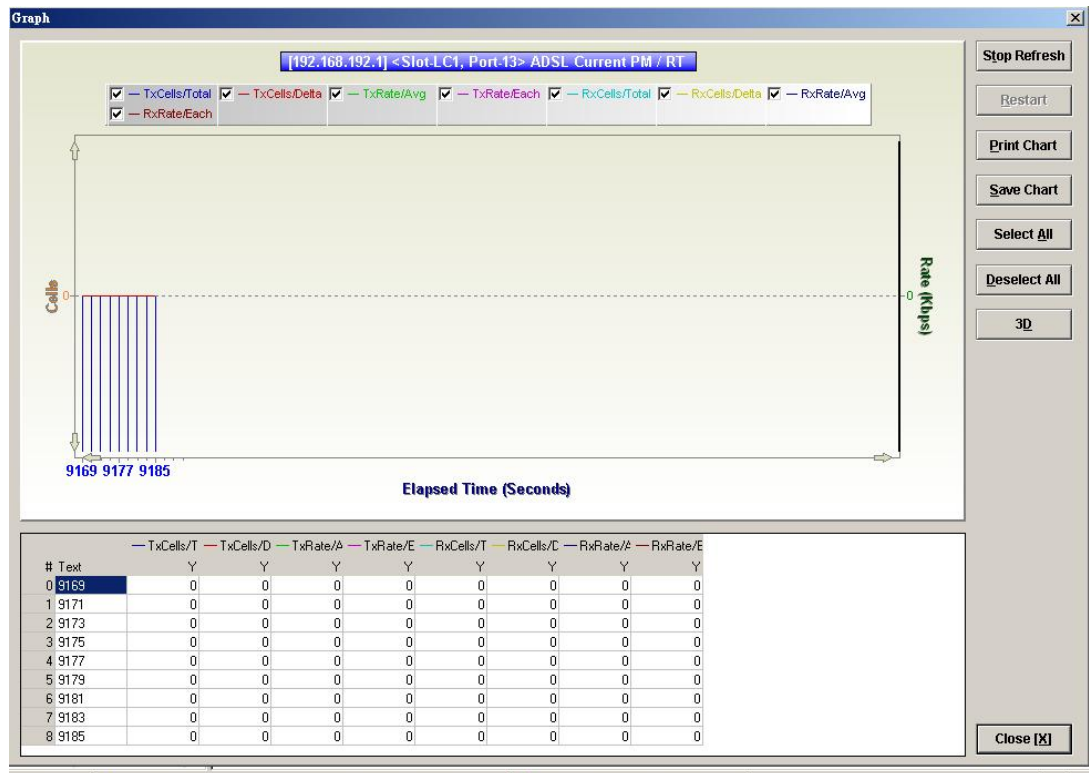 Graph
[192.168.192.1] <Slot-LC1, Port-13> ADSL Current PM / RT
TxCells/Total TxCells/Delta TxRate/Avg TxRate/Each RxCells/Total RxCells/Delta RxRate/Avg
RxRate/Each
Cells
0
0
Rate (Kbps)
9169 9177 9185
Elapsed Time (Seconds)
Stop Refresh
Restart
Print Chart
Save Chart
Select All
Deselect All
3D
TxCells/T TxCells/D TxRate/A TxRate/E RxCells/T RxCells/D RxRate/A RxRate/E
# Text Y Y Y Y Y Y Y Y
0 9169 0 0 0 0 0 0 0 0
1 9171 0 0 0 0 0 0 0 0
2 9173 0 0 0 0 0 0 0 0
3 9175 0 0 0 0 0 0 0 0
4 9177 0 0 0 0 0 0 0 0
5 9179 0 0 0 0 0 0 0 0
6 9181 0 0 0 0 0 0 0 0
7 9183 0 0 0 0 0 0 0 0
8 9185 0 0 0 0 0 0 0 0
Close [X]